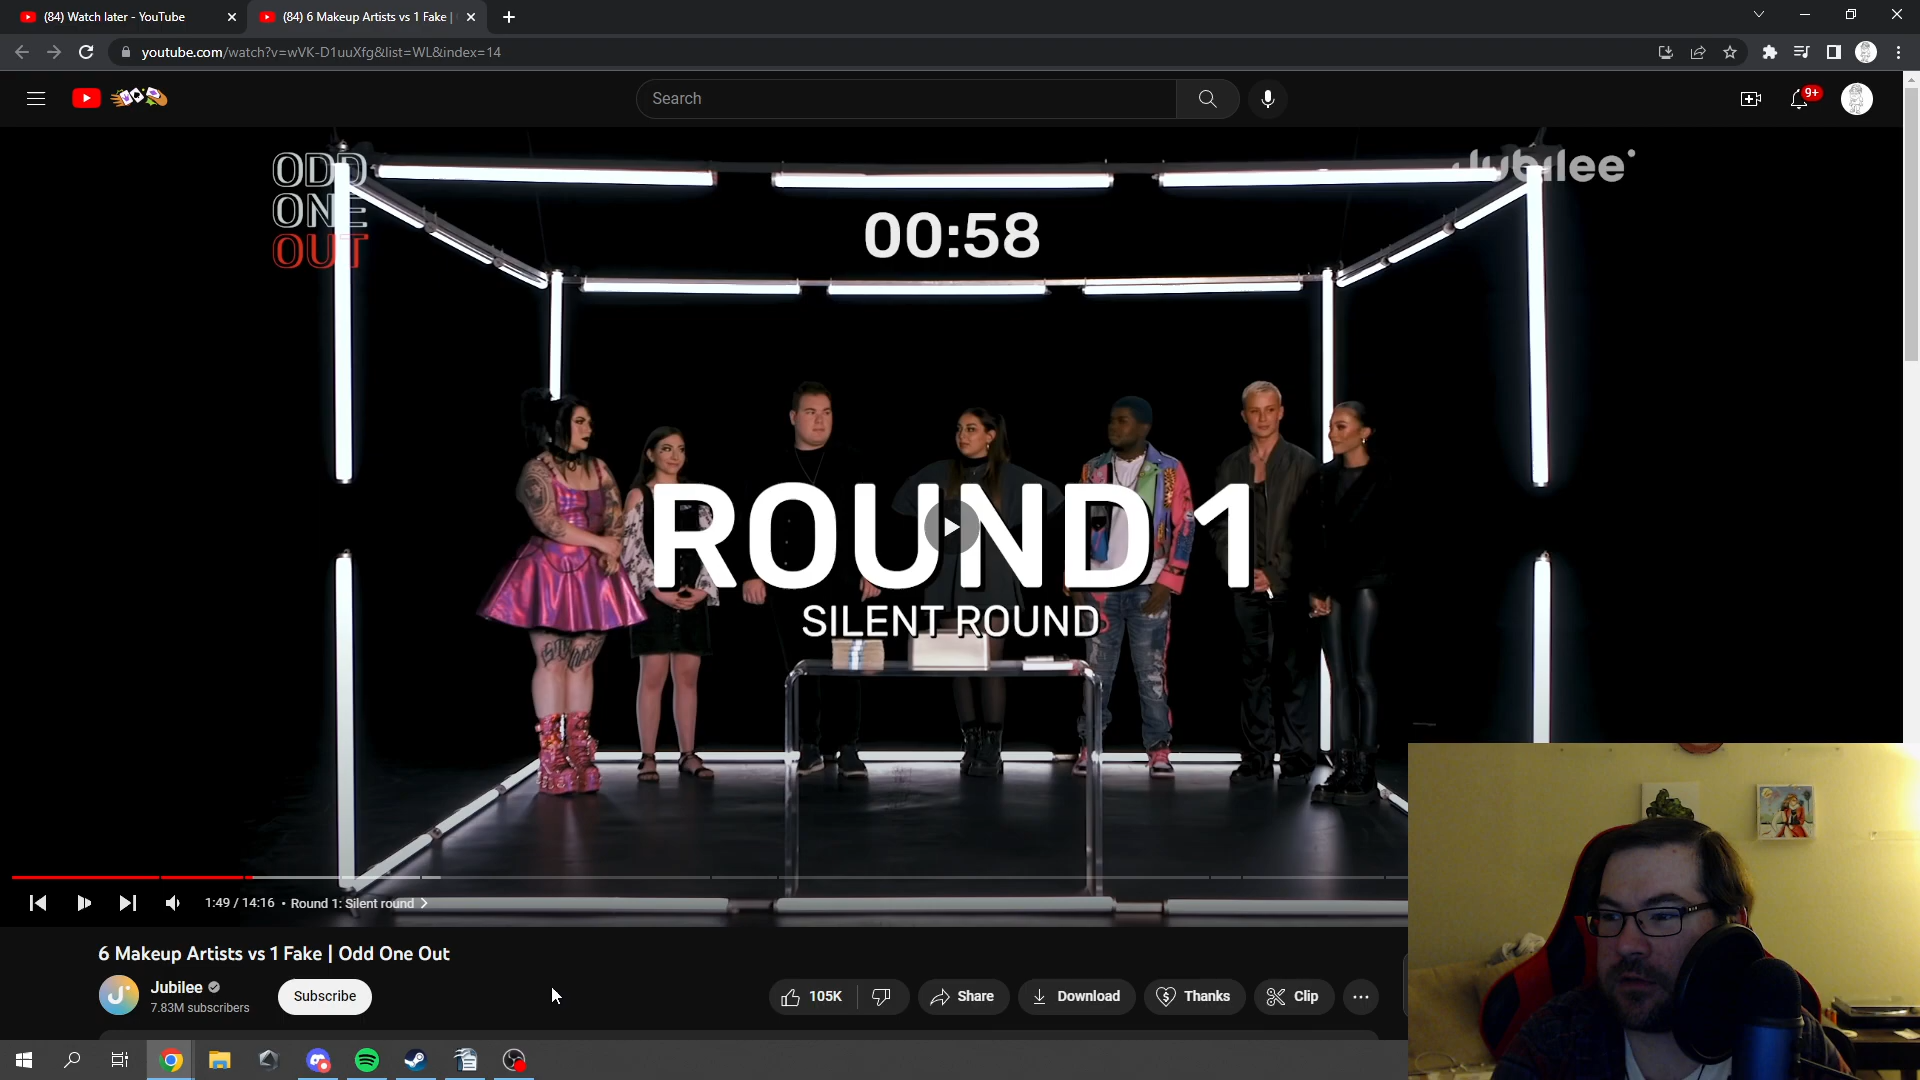 (84) Watch later - YouTube
(84) 6 Makeup Artists vs 1 Fake |
youtube.com/watch?v=wVK-D1uuXfg&list=WL&index=14
Search
9+
ODD
ONE
OUT
Jubilee
00:58
ROUND 1
SILENT ROUND
1:49 / 14:16 • Round 1: Silent round
6 Makeup Artists vs 1 Fake | Odd One Out
Jubilee
7.83M subscribers
Subscribe
105K
Share
Download
Thanks
Clip